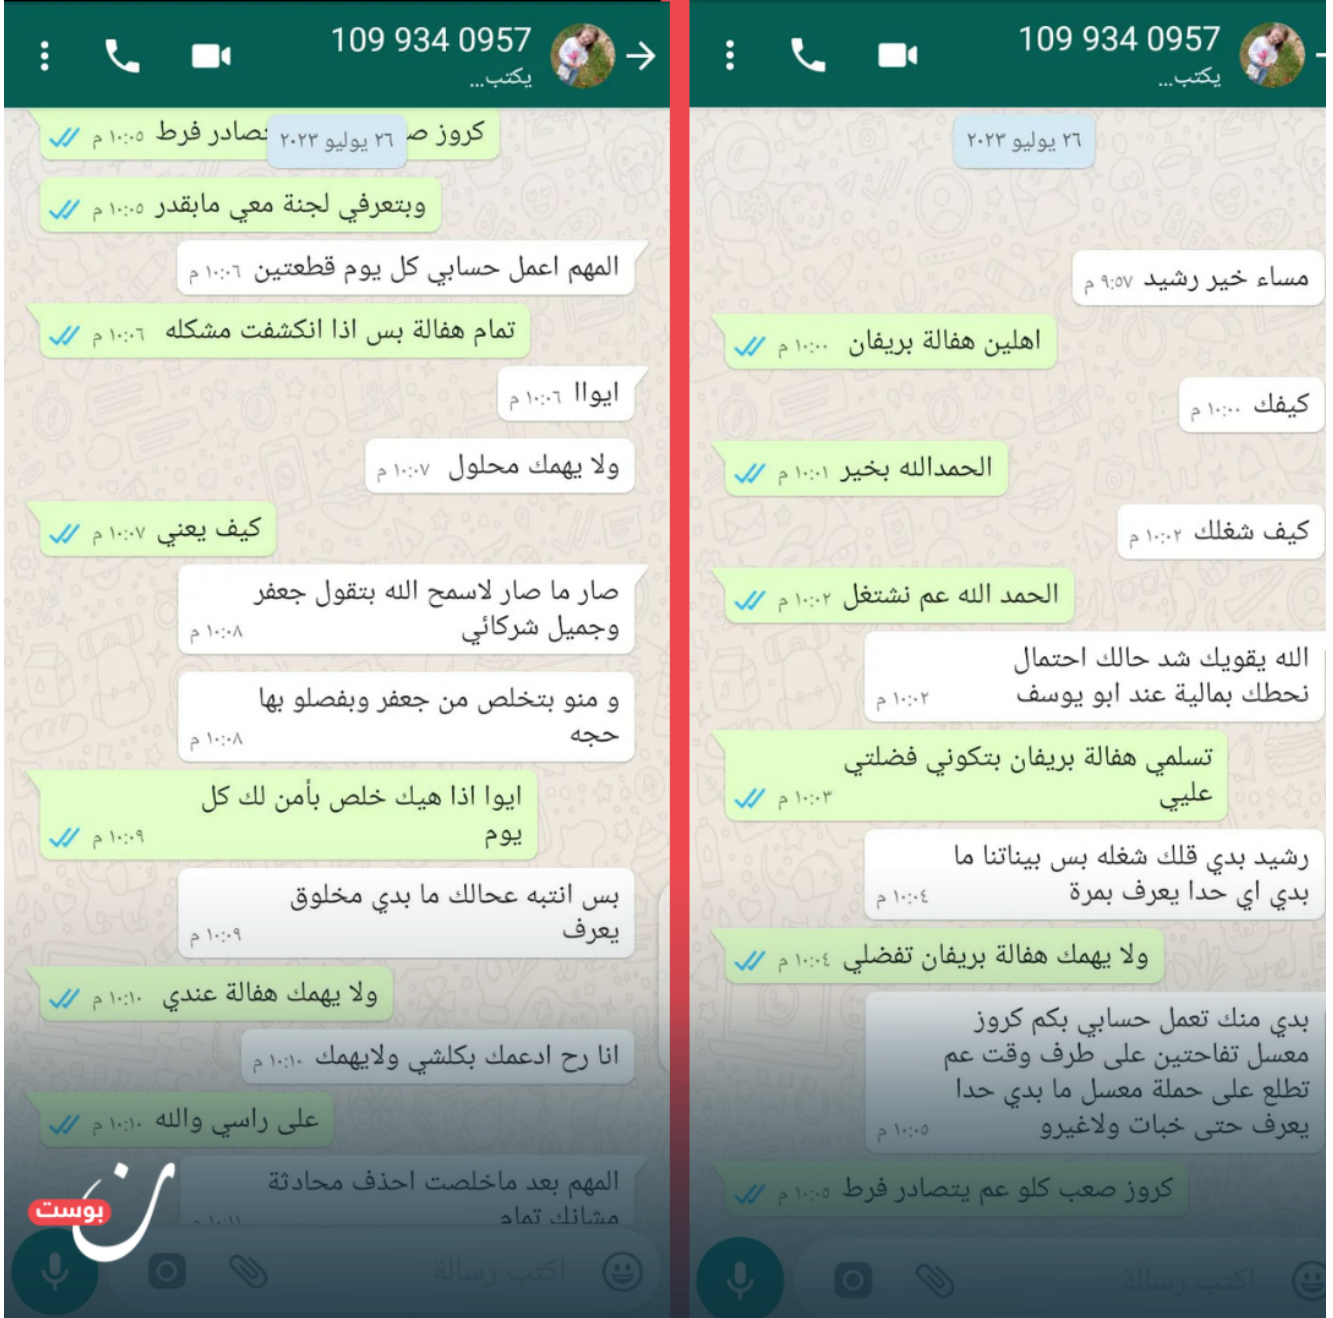 109 934 0957
يكتب...
٢٦ يوليو ٢٠٢٣
مساء خير رشيد ٩:٥٧ م
اهلين هفالة بريفان ١٠:٠٠ م
كيفك ١٠:٠٠ م
الحمدالله بخير ١٠:٠١ م
كيف شغلك ١٠:٠٢ م
الحمد الله عم نشتغل ١٠:٠٢ م
الله يقويك شد حالك احتمال
نحطك بمالية عند ابو يوسف ١٠:٠٢ م
تسلمي هفالة بريفان بتكوني فضلتي
عليي ١٠:٠٣ م
رشيد بدي قلك شغله بس بيناتنا ما
بدي اي حدا يعرف بمرة ١٠:٠٤ م
ولا يهمك هفالة بريفان تفضلي ١٠:٠٤ م
بدي منك تعمل حسابي بكم كروز
معسل تفاحتين على طرف وقت عم
تطلع على حملة معسل ما بدي حدا
يعرف حتى خبات ولاغيرو ١٠:٠٥ م
كروز صعب كلو عم يتصادر فرط ١٠:٠٥ م
اكتب رسالة
109 934 0957
يكتب...
كروز ص
تصادر فرط ١٠:٠٥ م
٢٦ يوليو ٢٠٢٣
وبتعرفي لجنة معي مابقدر ١٠:٠٥ م
المهم اعمل حسابي كل يوم قطعتين ١٠:٠٦ م
تمام هفالة بس اذا انكشفت مشكله ١٠:٠٦ م
ايواا ١٠:٠٦ م
ولا يهمك محلول ١٠:٠٧ م
كيف يعني ١٠:٠٧ م
صار ما صار لاسمح الله بتقول جعفر
وجميل شركائي ١٠:٠٨ م
و منو بتخلص من جعفر وبفصلو بها
حجه ١٠:٠٨ م
ايوا اذا هيك خلص بأمن لك كل
يوم ١٠:٠٩ م
بس انتبه عحالك ما بدي مخلوق
يعرف ١٠:٠٩ م
ولا يهمك هفالة عندي ١٠:١٠ م
انا رح ادعمك بكلشي ولايهمك ١٠:١٠ م
على راسي والله ١٠:١٠ م
المهم بعد ماخلصت احذف محادثة
مشانك تمام ١٠:١١ م
اكتب رسالة
ن
بوست